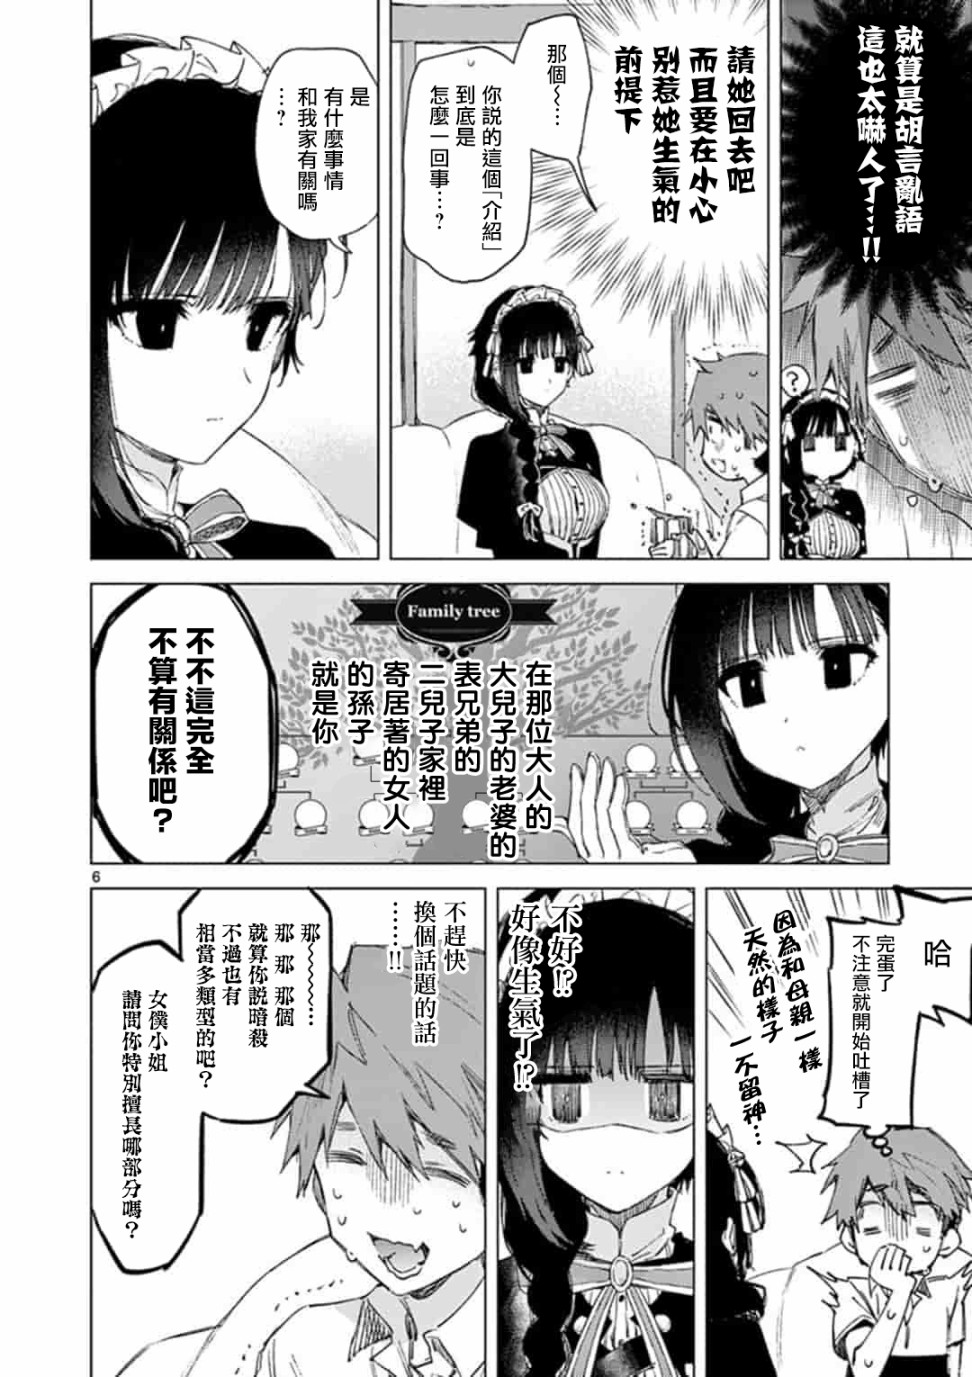 就算是胡言亂語
這也太嚇人了…!!
?
請她回去吧
而且要在小心
別惹她生氣的
前提下
那個～……
你説的這個「介紹」
到底是
怎麼一回事…?
是
有什麼事情
和我家有關嗎
…?
Family tree
在那位大人的
大兒子的老婆的
表兄弟的
二兒子家裡
寄居著的女人
的孫子
就是你
不不這完全
不算有關係吧?
6
哈
完蛋了
不注意就開始吐槽了
因為和母親一樣
天然的樣子
一不留神…
不好!?
好像生氣了!?
不趕快
換個話題的話
……!!
那～～～……
那 那 那個
就算你説暗殺
不過也有
相當多類型的吧?
女僕小姐
請問你特別擅長哪部分嗎?